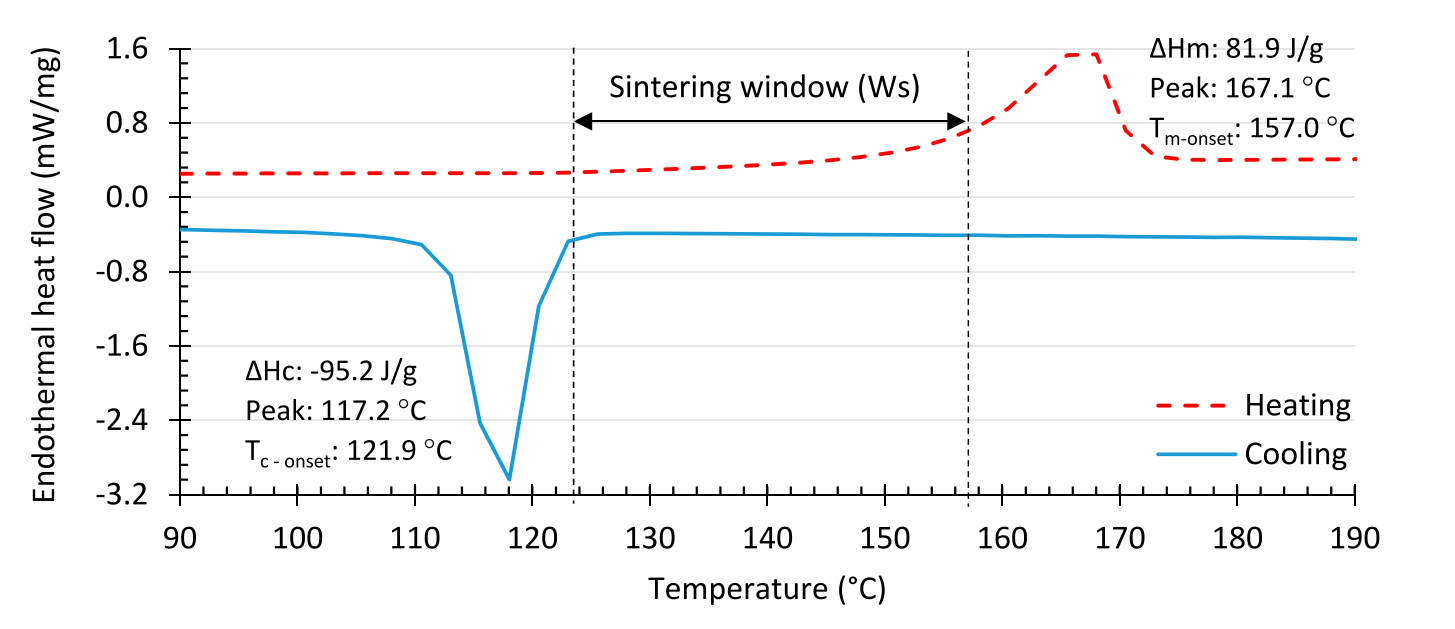 Endothermal heat flow (mW/mg)
1.6
0.8
0.0
-0.8
-1.6
-2.4
-3.2
Sintering window (Ws)
ΔHm: 81.9 J/g
Peak: 167.1 °C
Tm-onset: 157.0 °C
ΔHc: -95.2 J/g
Peak: 117.2 °C
Tc - onset: 121.9 °C
Heating
Cooling
90 100 110 120 130 140 150 160 170 180 190
Temperature (°C)